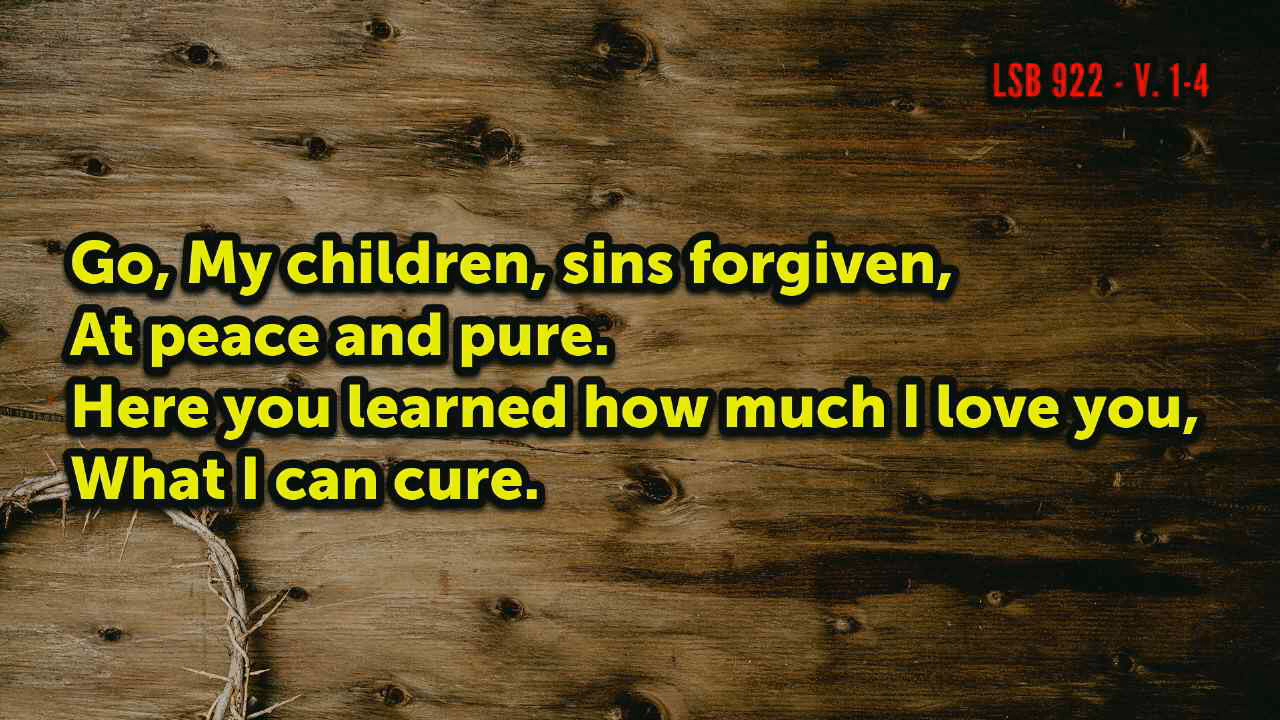 LSB 922 - V. 1-4
Go, My children, sins forgiven,
At peace and pure.
Here you learned how much I love you,
What I can cure.